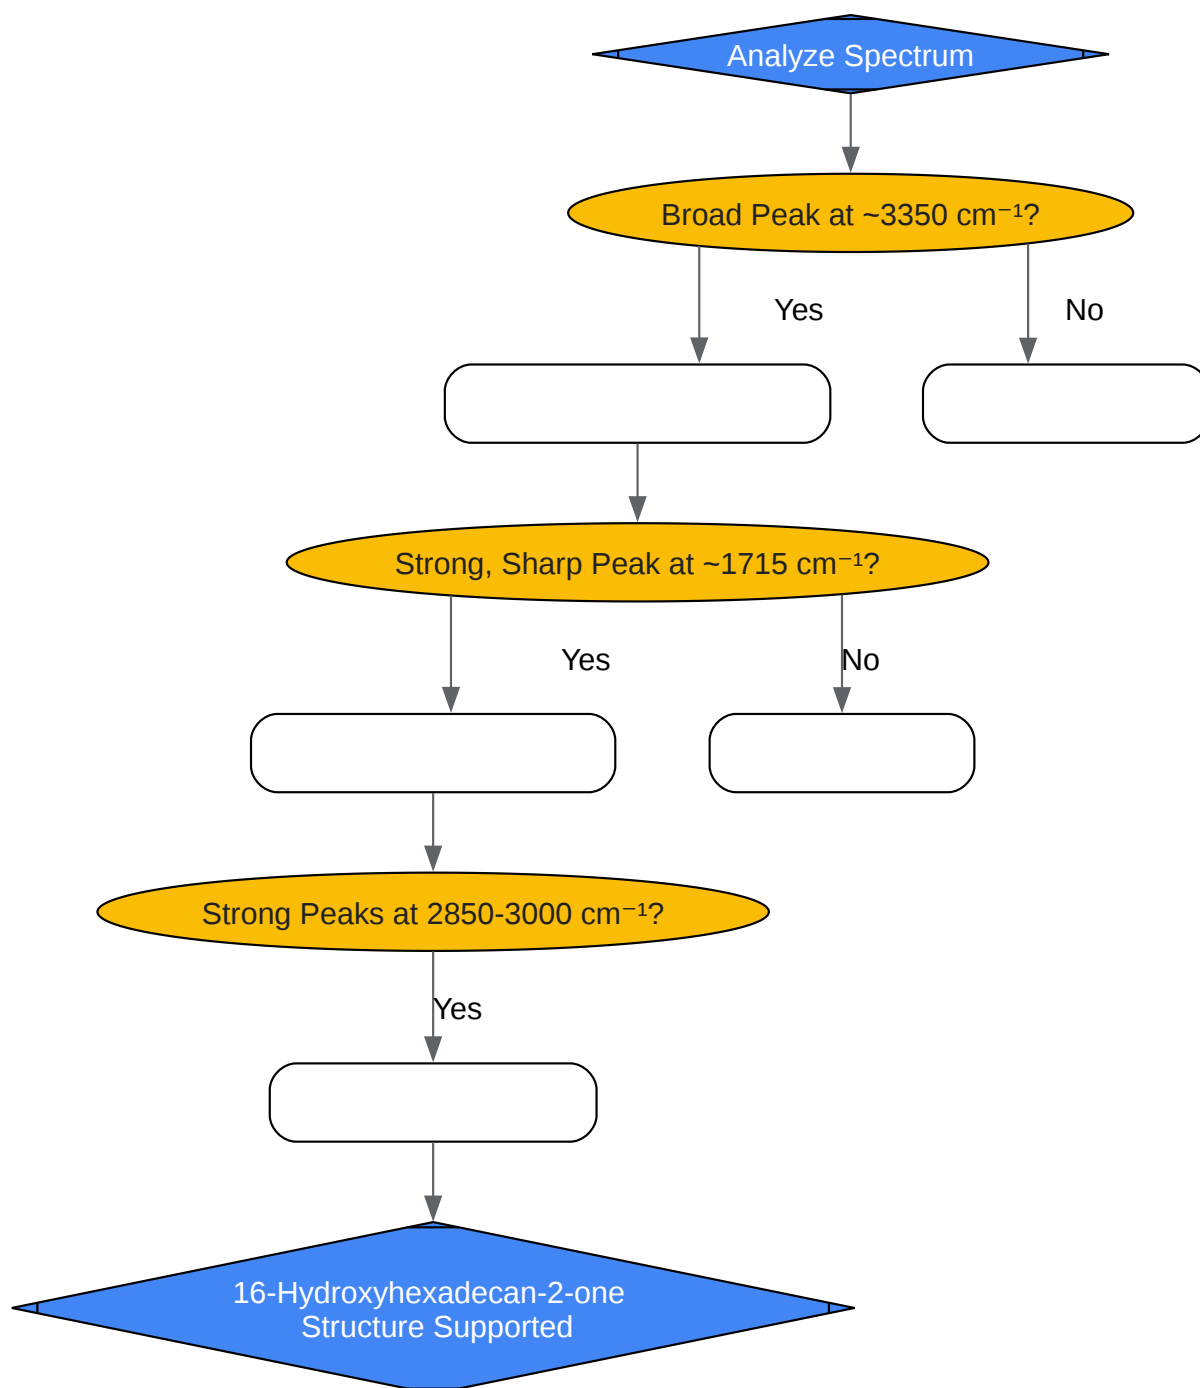 Analyze Spectrum
Broad Peak at ~3350 cm⁻¹?
Yes
No
Strong, Sharp Peak at ~1715 cm⁻¹?
Yes
No
Strong Peaks at 2850-3000 cm⁻¹?
Yes
16-Hydroxyhexadecan-2-one
Structure Supported